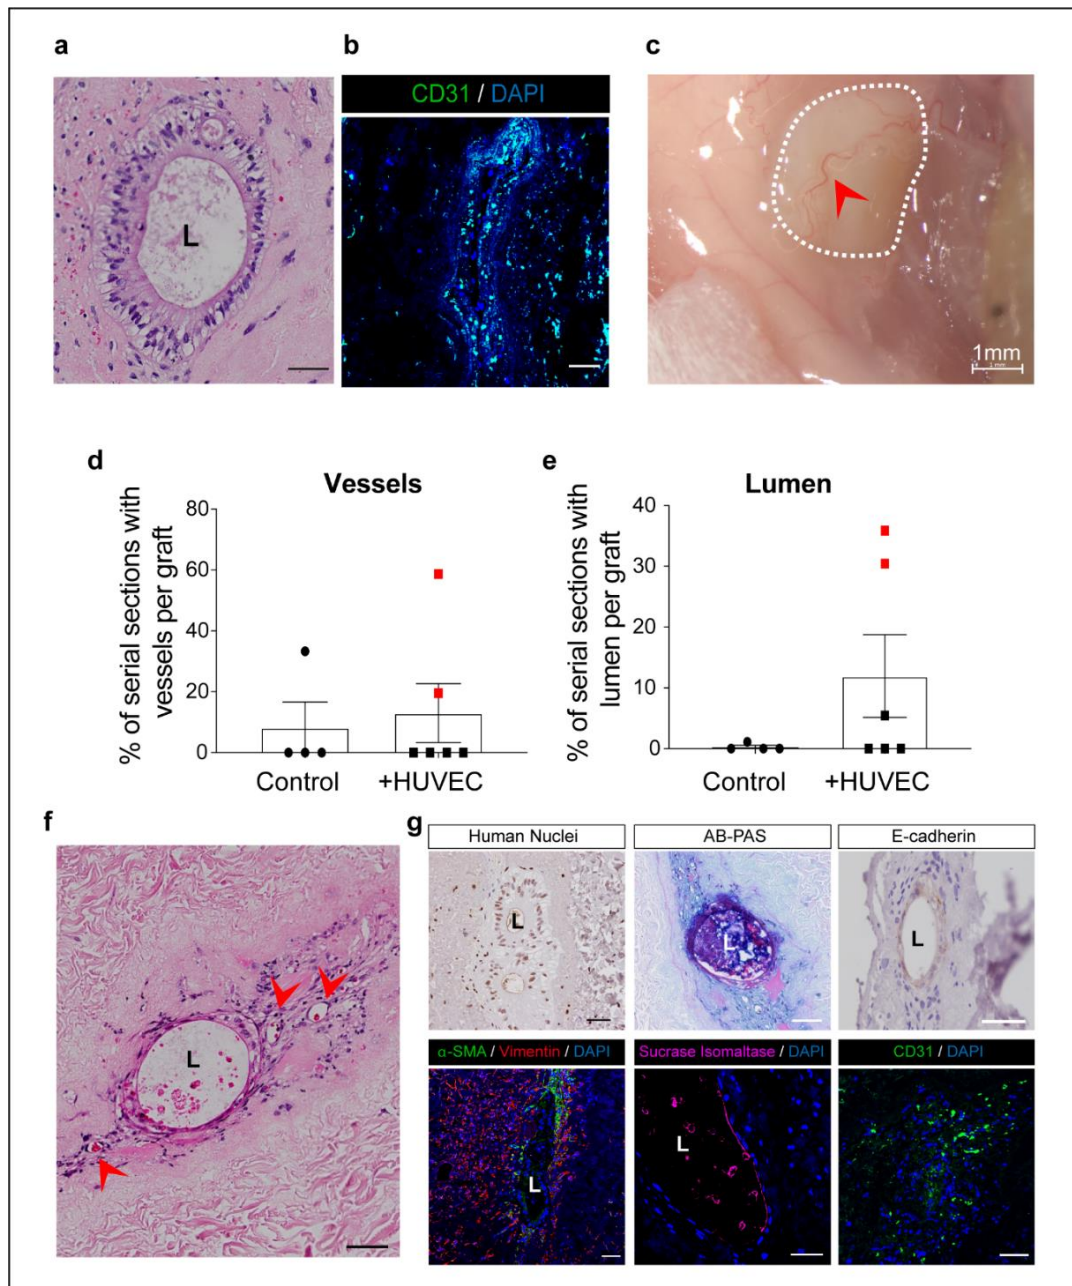 a
b
c
CD31 / DAPI
L
1mm
1 mm
d
e
Vessels
Lumen
% of serial sections with
vessels per graft
80
60
40
20
0
Control
+HUVEC
% of serial sections with
lumen per graft
40
30
20
10
0
Control
+HUVEC
f
g
Human Nuclei
AB-PAS
E-cadherin
L
L
L
L
α-SMA / Vimentin / DAPI
Sucrase Isomaltase / DAPI
CD31 / DAPI
L
L